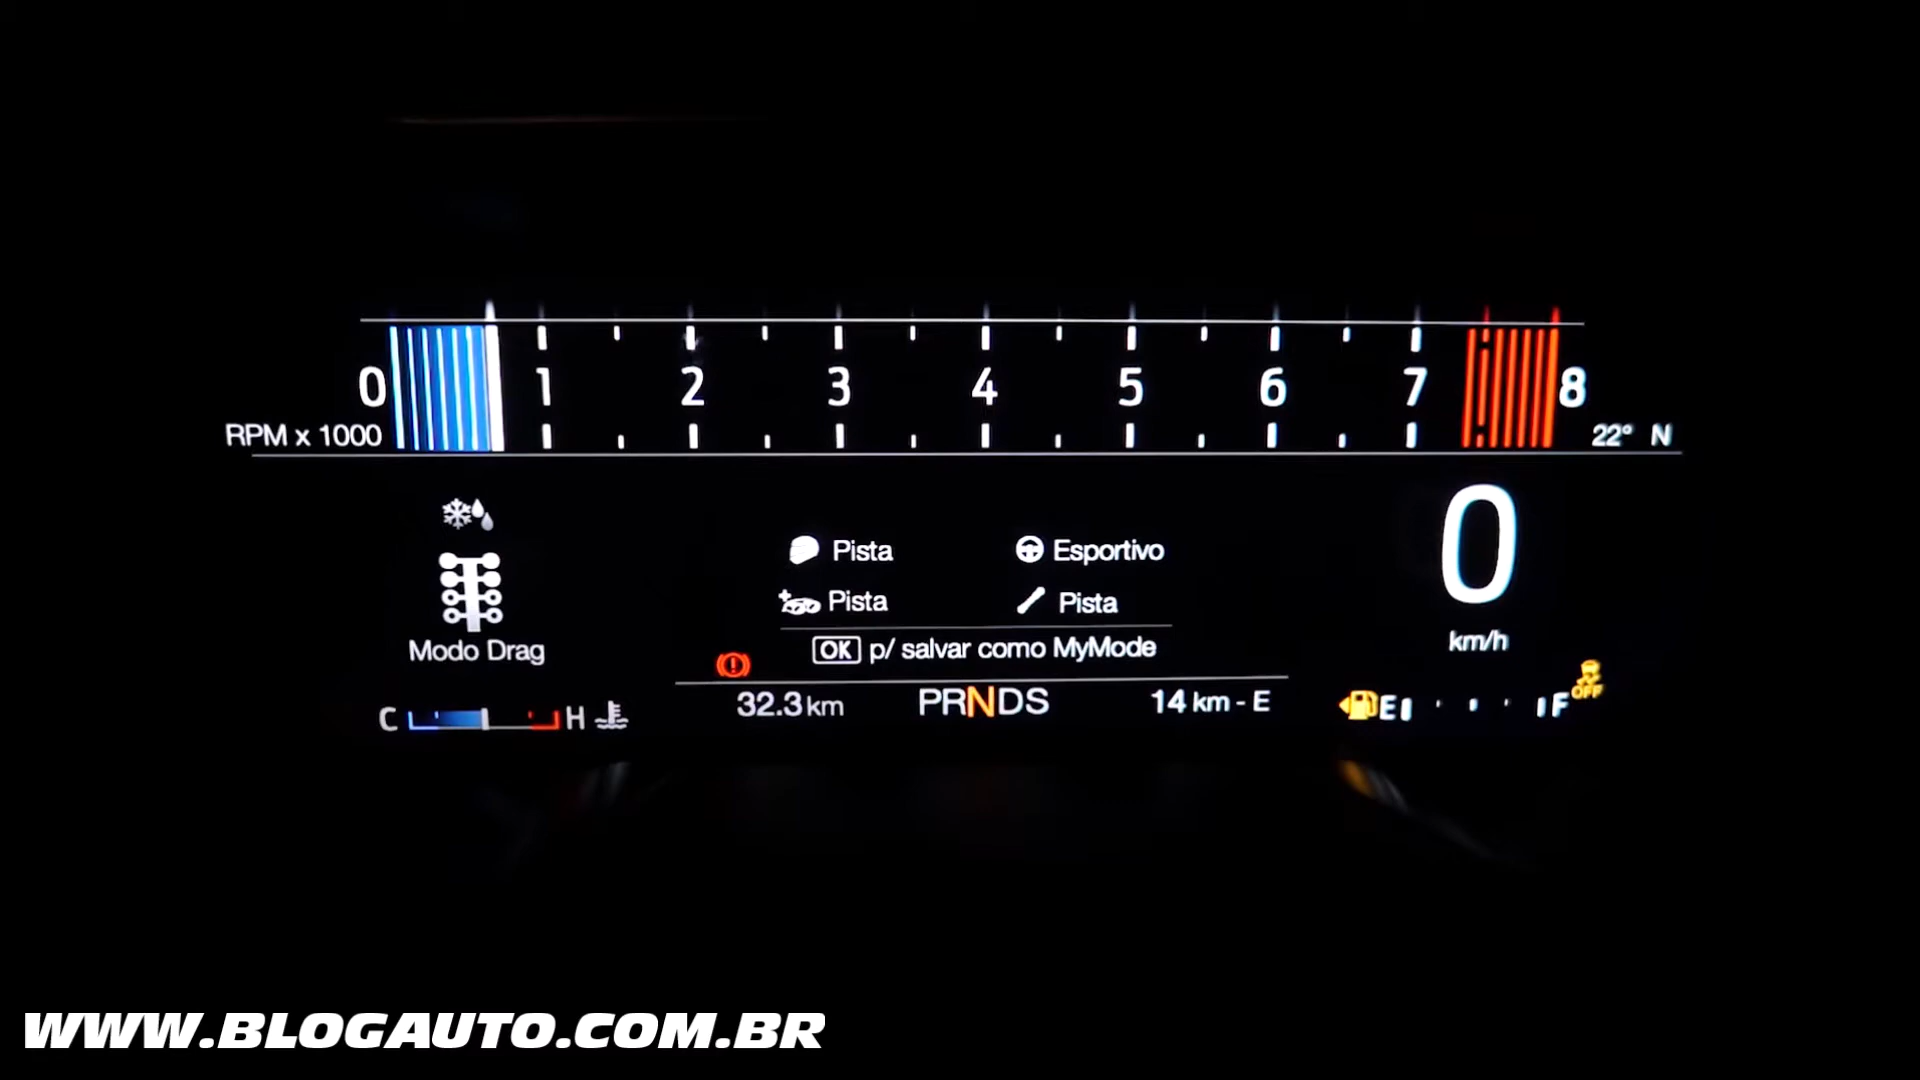 0 1 2 3 4 5 6 7 8
RPM x 1000
22° N
0
km/h
Pista
Esportivo
Pista
Pista
OK p/ salvar como MyMode
Modo Drag
C H
32.3 km
PRNDS
14 km - E
E F
OFF
WWW.BLOGAUTO.COM.BR